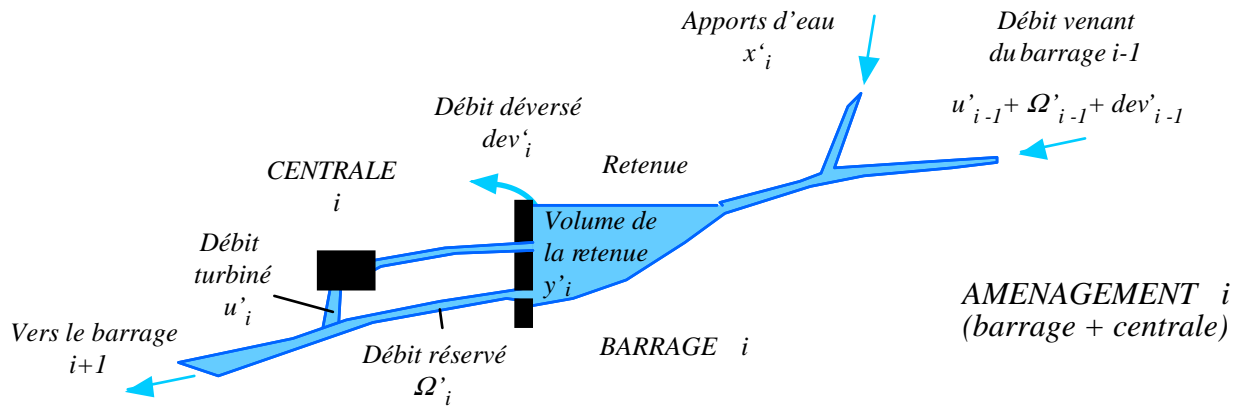 Apports d'eau
x‘i
Débit venant
du barrage i-1
u’i-1+ Ω’i-1+ dev’i-1
Débit déversé
dev‘i
CENTRALE
i
Retenue
Volume de
la retenue
y’i
Débit
turbiné
u’i
Vers le barrage
i+1
Débit réservé
Ω’i
BARRAGE i
AMENAGEMENT i
(barrage + centrale)